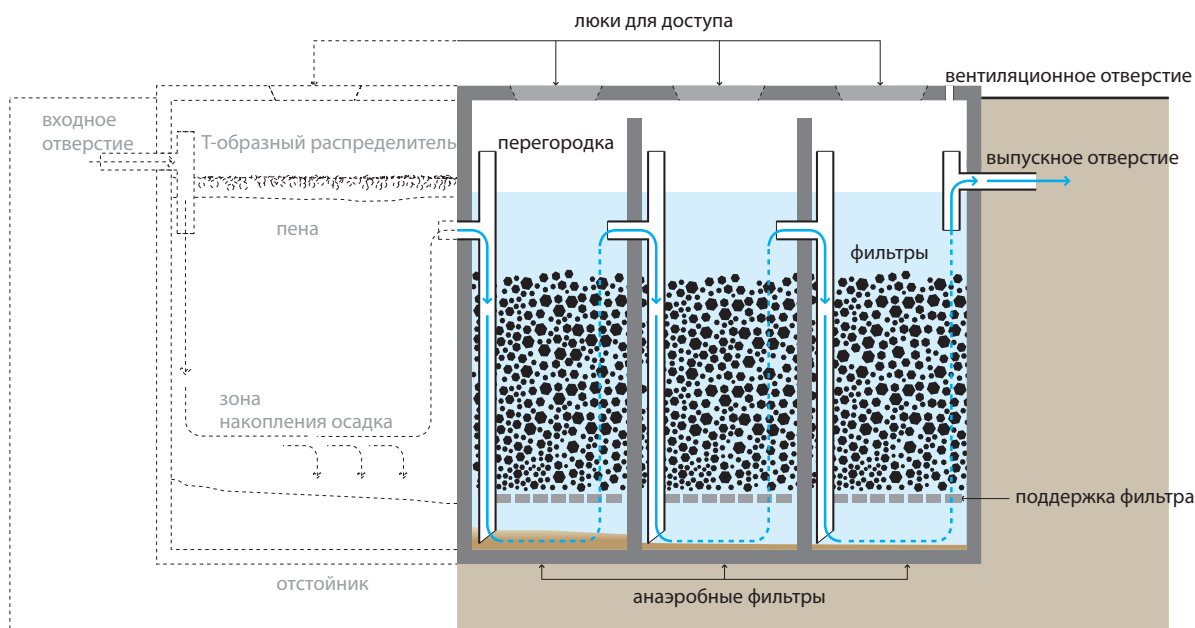 люки для доступа
вентиляционное отверстие
входное
отверстие
Т-образный распределитель
перегородка
выпускное отверстие
пена
фильтры
зона
накопления осадка
поддержка фильтра
отстойник
анаэробные фильтры